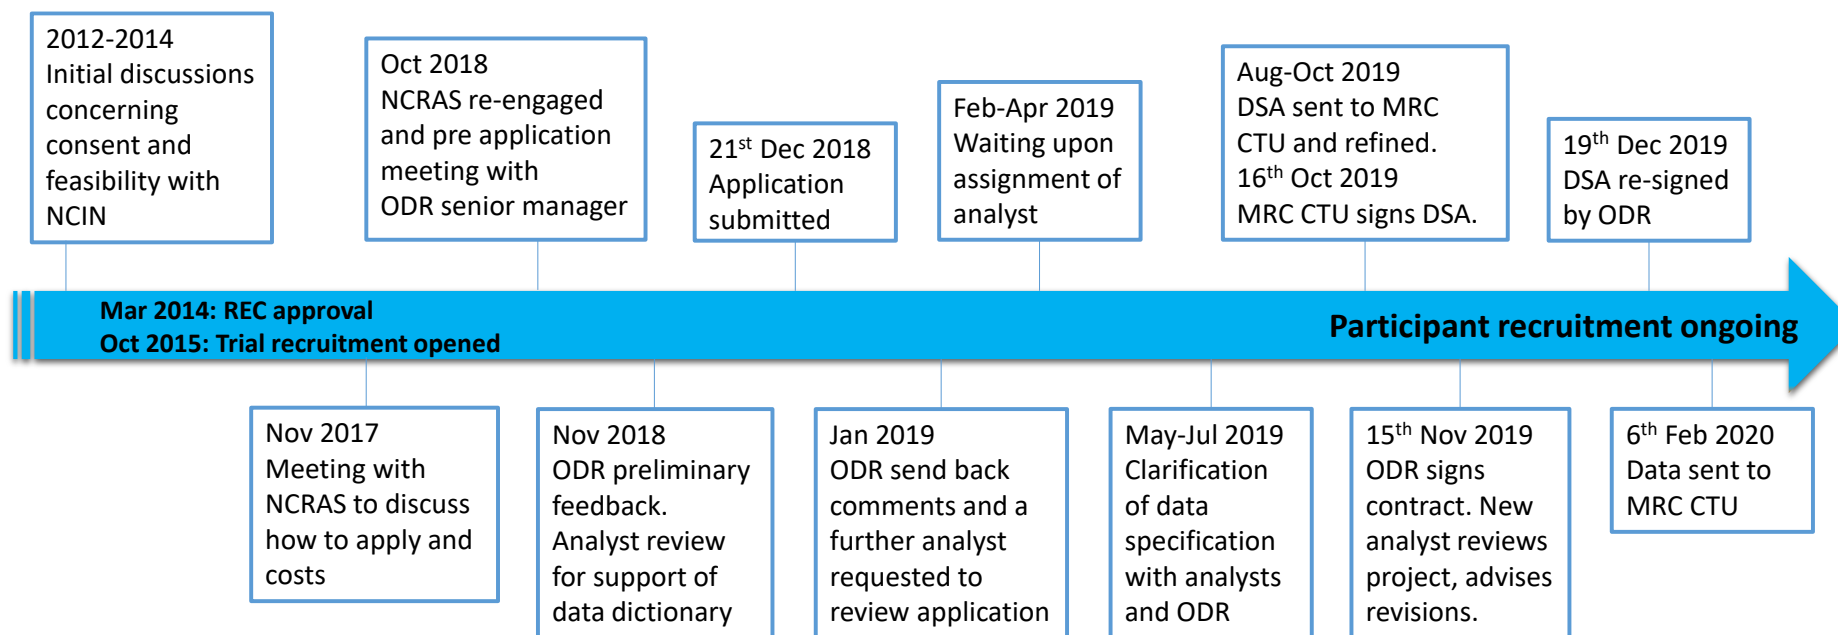 2012-2014
Initial discussions
concerning
consent and
feasibility with
NCIN
Oct 2018
NCRAS re-engaged
and pre application
meeting with
ODR senior manager
21st Dec 2018
Application
submitted
Feb-Apr 2019
Waiting upon
assignment of
analyst
Aug-Oct 2019
DSA sent to MRC
CTU and refined.
16th Oct 2019
MRC CTU signs DSA.
19th Dec 2019
DSA re-signed
by ODR
Mar 2014: REC approval
Oct 2015: Trial recruitment opened
Participant recruitment ongoing
Nov 2017
Meeting with
NCRAS to discuss
how to apply and
costs
Nov 2018
ODR preliminary
feedback.
Analyst review
for support of
data dictionary
Jan 2019
ODR send back
comments and a
further analyst
requested to
review application
May-Jul 2019
Clarification
of data
specification
with analysts
and ODR
15th Nov 2019
ODR signs
contract. New
analyst reviews
project, advises
revisions.
6th Feb 2020
Data sent to
MRC CTU